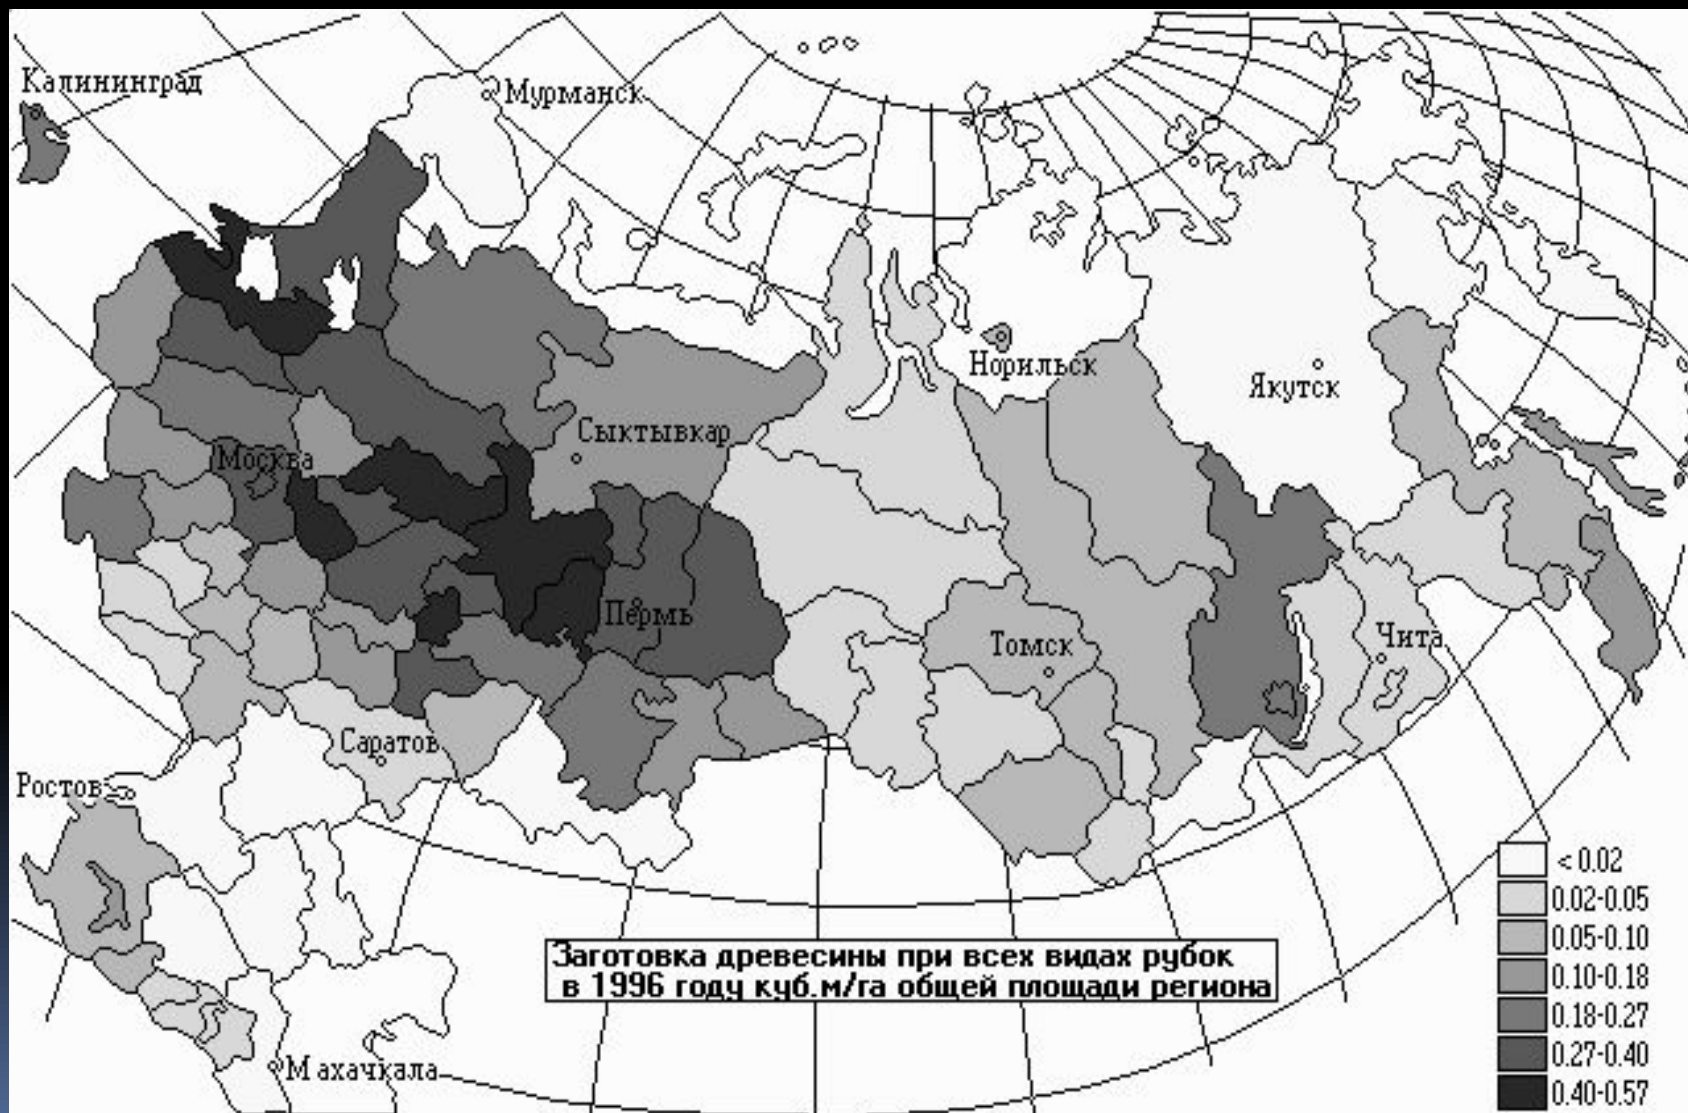 Калининград
Мурманск
Норильск
Якутск
Сыктывкар
Москва
Пермь
Томск
Чита
Саратов
Ростов
Махачкала
Заготовка древесины при всех видах рубок
в 1996 году куб.м/га общей площади региона
< 0.02
0.02-0.05
0.05-0.10
0.10-0.18
0.18-0.27
0.27-0.40
0.40-0.57